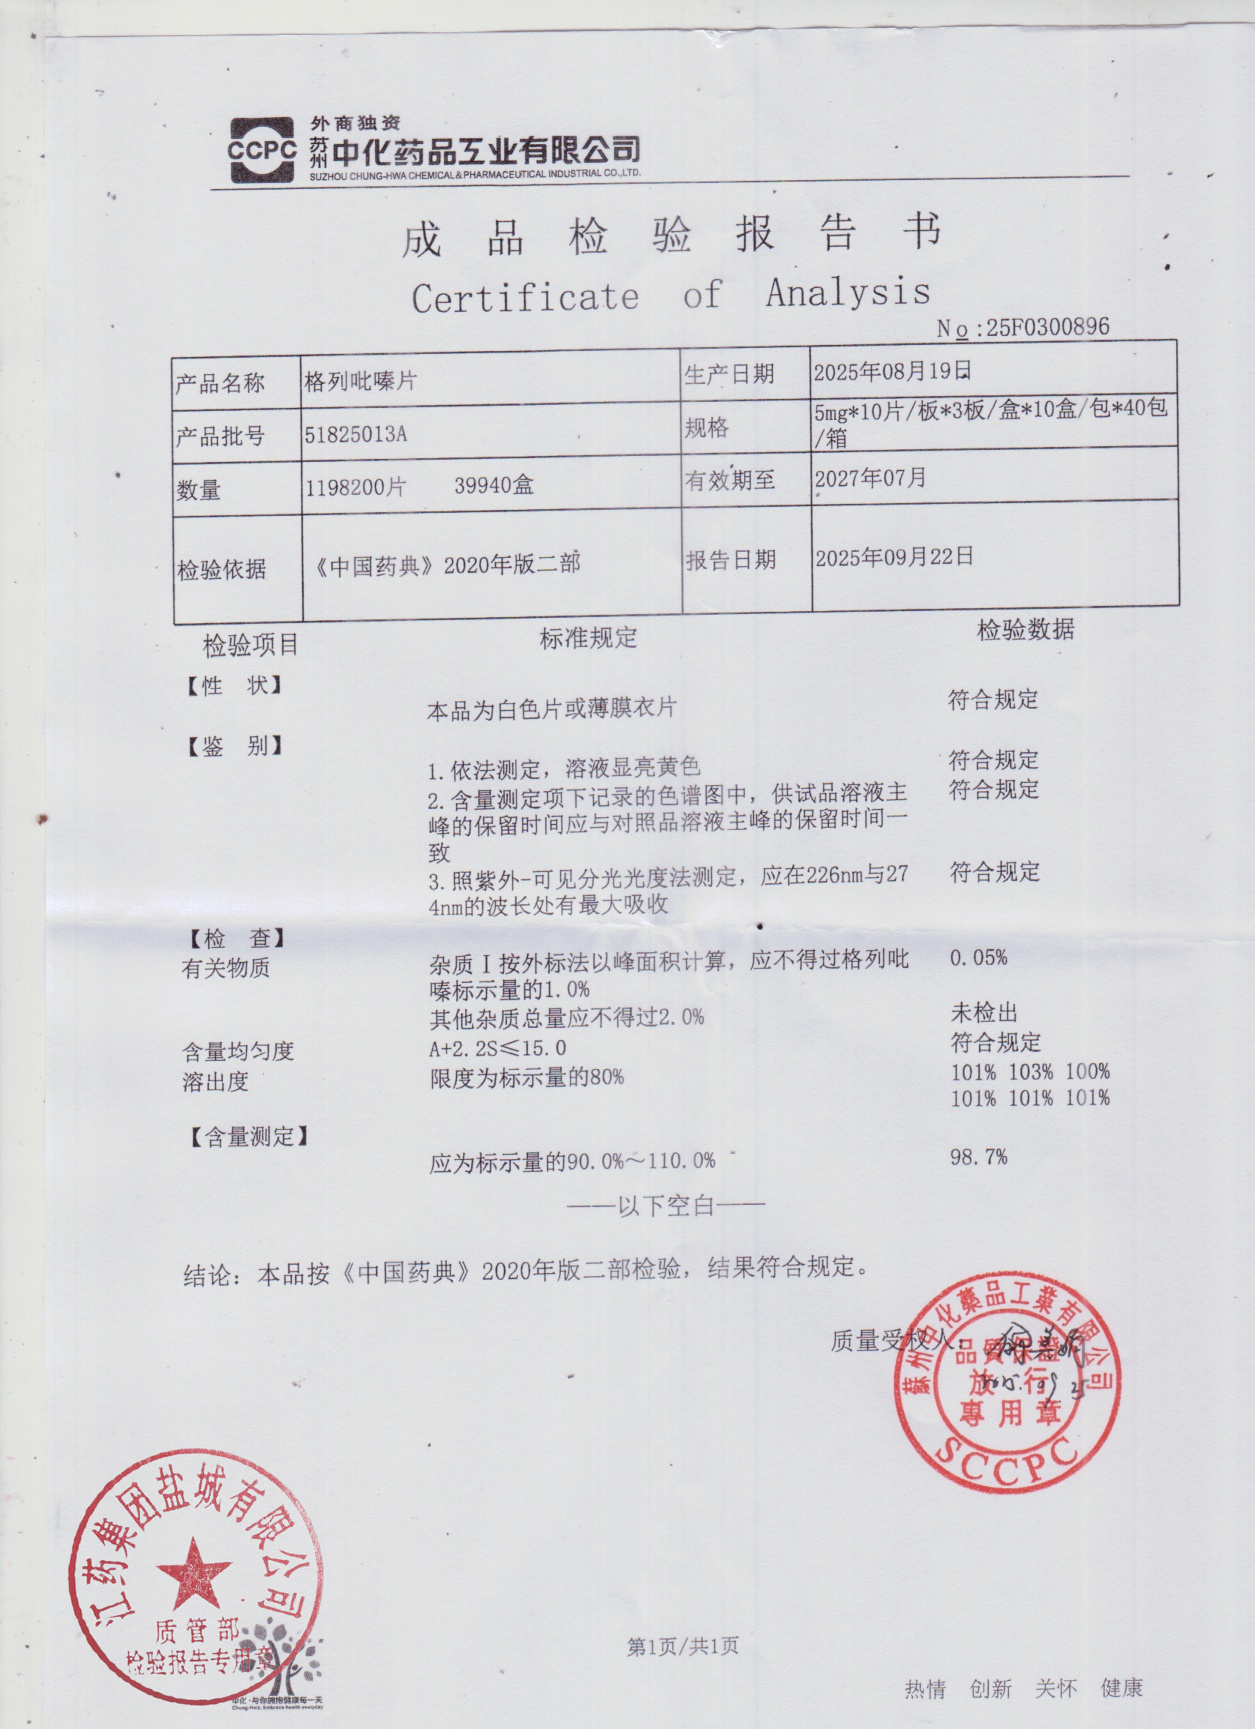 CCPC
外商独资
苏州中化药品工业有限公司
SUZHOU CHUNG-HWA CHEMICAL & PHARMACEUTICAL INDUSTRIAL CO.,LTD.
成品检验报告书
Certificate of Analysis
No:25F0300896
产品名称 格列吡嗪片 生产日期 2025年08月19日
产品批号 51825013A 规格 5mg*10片/板*3板/盒*10盒/包*40包
/箱
数量 1198200片 39940盒 有效期至 2027年07月
检验依据 《中国药典》2020年版二部 报告日期 2025年09月22日
检验项目 标准规定 检验数据
【性 状】
本品为白色片或薄膜衣片 符合规定
【鉴 别】
1.依法测定，溶液显亮黄色 符合规定
2.含量测定项下记录的色谱图中，供试品溶液主 符合规定
峰的保留时间应与对照品溶液主峰的保留时间一
致
3.照紫外-可见分光光度法测定，应在226nm与27 符合规定
4nm的波长处有最大吸收
【检 查】
有关物质 杂质Ⅰ按外标法以峰面积计算，应不得过格列吡 0.05%
嗪标示量的1.0%
其他杂质总量应不得过2.0% 未检出
含量均匀度 A+2.2S≤15.0 符合规定
溶出度 限度为标示量的80% 101% 103% 100%
101% 101% 101%
【含量测定】
应为标示量的90.0%～110.0% 98.7%
——以下空白——
结论：本品按《中国药典》2020年版二部检验，结果符合规定。
质量受权人：
蘇州中化藥品工業有限公司
品質保證
放行
專用章
SCCPC
江药集团盐城有限公司
质管部
检验报告专用章
中化·与你拥抱健康每一天
Chung-Hwa, Embrace health everyday
第1页/共1页
热情 创新 关怀 健康